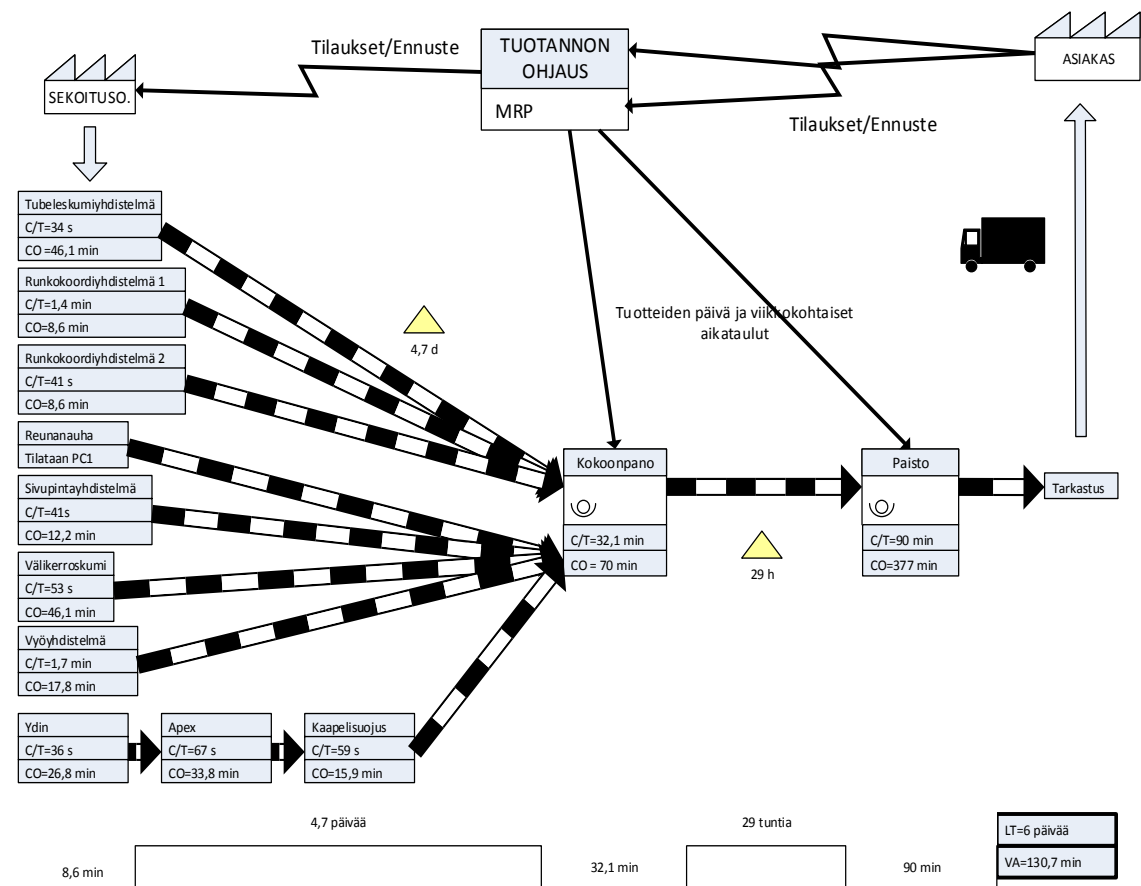 Tilaukset/Ennuste
TUOTANNON
OHJAUS
MRP
ASIAKAS
SEKOITUSO.
Tilaukset/Ennuste
Tubeleskumiyhdistelmä
C/T=34 s
CO =46,1 min
Runkokoordiyhdistelmä 1
C/T=1,4 min
CO=8,6 min
Runkokoordiyhdistelmä 2
C/T=41 s
CO=8,6 min
Reunanauha
Tilataan PC1
Sivupintayhdistelmä
C/T=41s
CO=12,2 min
Välikerroskumi
C/T=53 s
CO=46,1 min
Vyöyhdistelmä
C/T=1,7 min
CO=17,8 min
Ydin
C/T=36 s
CO=26,8 min
Apex
C/T=67 s
CO=33,8 min
Kaapelisuojus
C/T=59 s
CO=15,9 min
4,7 d
Tuotteiden päivä ja viikkokohtaiset
aikataulut
Kokoonpano
C/T=32,1 min
CO = 70 min
29 h
Paisto
C/T=90 min
CO=377 min
Tarkastus
4,7 päivää
29 tuntia
8,6 min
32,1 min
90 min
LT=6 päivää
VA=130,7 min